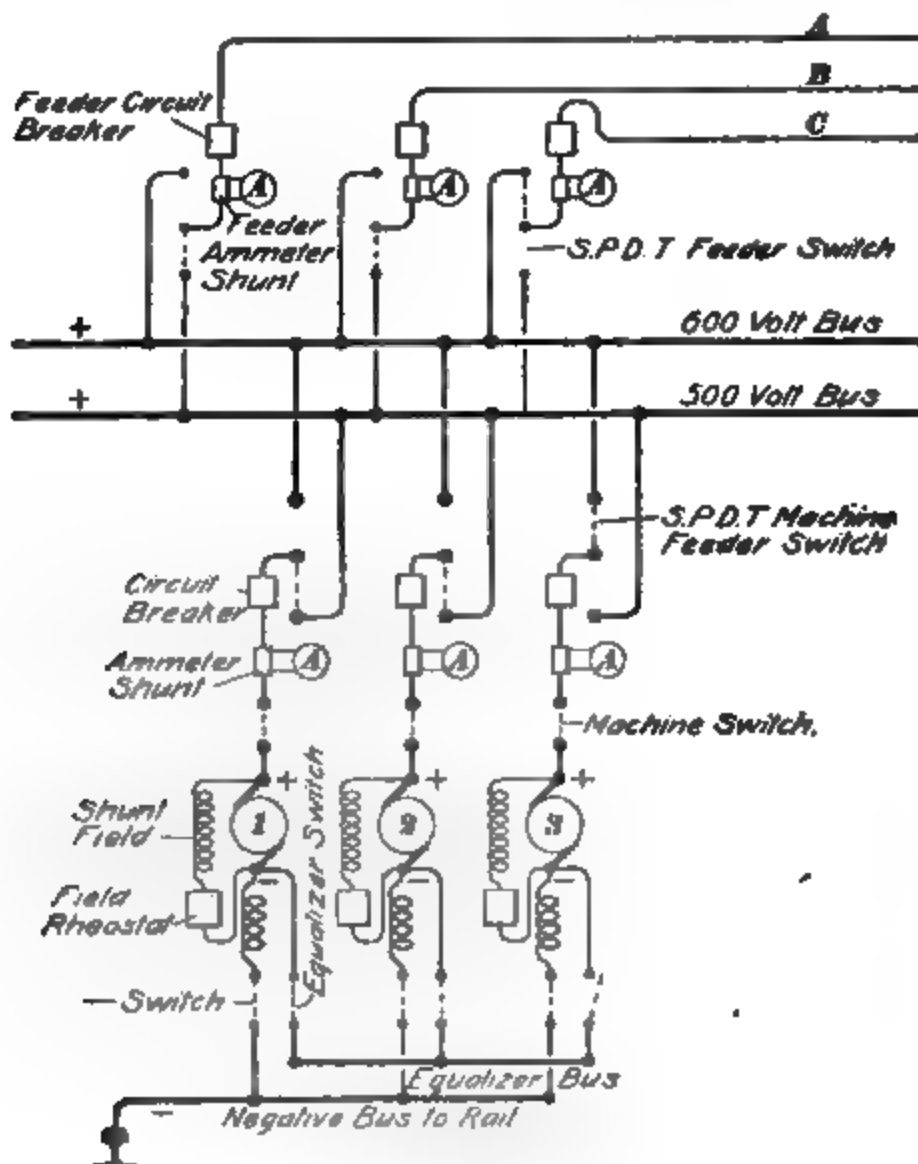 A
B
C
Feeder Circuit
Breaker
A
A
A
Feeder
Ammeter
Shunt
S.P.D.T Feeder Switch
+
600 Volt Bus
+
500 Volt Bus
S.P.D.T Machine
Feeder Switch
Circuit
Breaker
Ammeter
Shunt
A
A
A
Machine Switch.
+
+
+
Shunt
Field
1
2
3
Equalizer Switch
-
-
-
Field
Rheostat
Switch
Equalizer Bus
-
Negative Bus to Rail